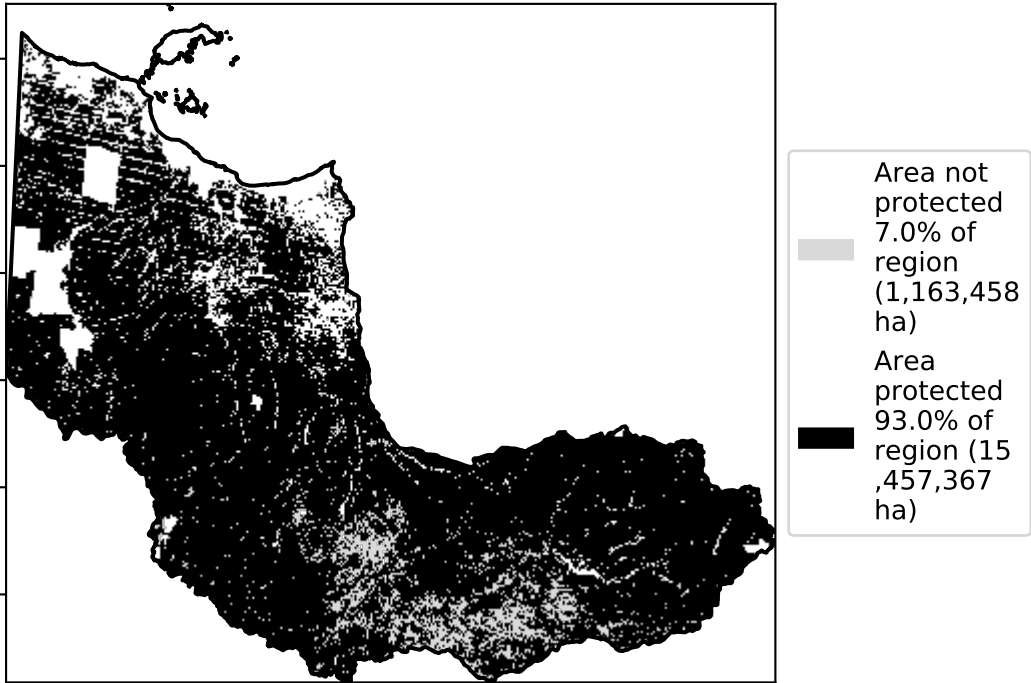 Area not
protected
7.0% of
region
(1,163,458
ha)
Area
protected
93.0% of
region (15
,457,367
ha)